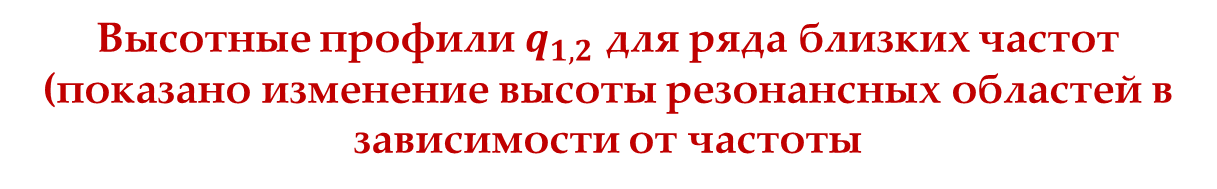 Высотные профили q₁,₂ для ряда близких частот
(показано изменение высоты резонансных областей в
зависимости от частоты